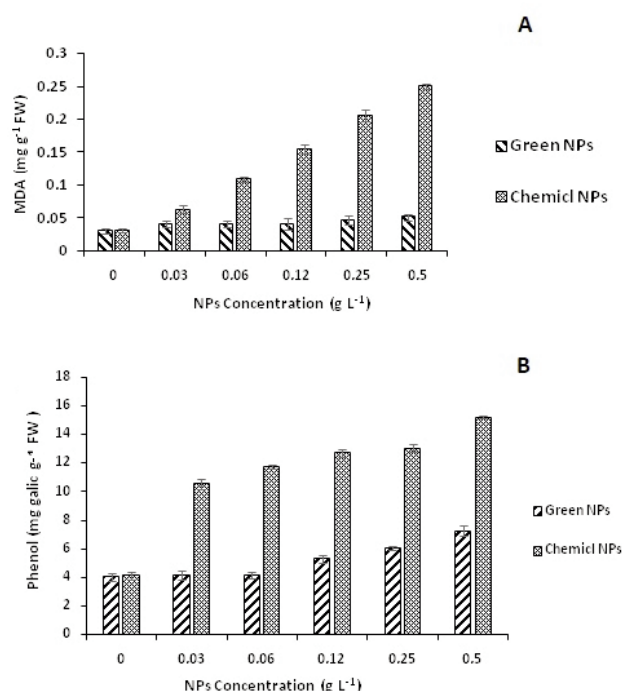 A
0.3
0.25
0.2
0.15
0.1
0.05
0
MDA (mg g-1 FW)
0 0.03 0.06 0.12 0.25 0.5
NPs Concentration (g L-1)
Green NPs
Chemicl NPs
B
18
16
14
12
10
8
6
4
2
0
Phenol (mg galic g-* FW )
0 0.03 0.06 0.12 0.25 0.5
NPs Concentration (g L-1)
Green NPs
Chemicl NPs